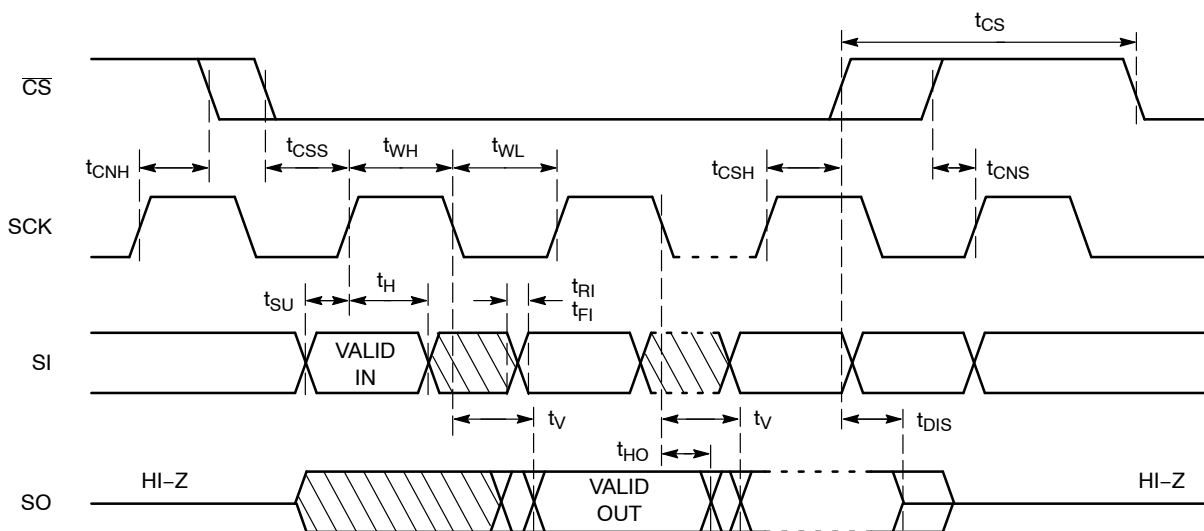 tCS
CS
tCNH
tCSS
tWH
tWL
tCSH
tCNS
SCK
tSU
tH
tRI
tFI
SI
VALID
IN
tV
tV
tDIS
tHO
HI–Z
SO
VALID
OUT
HI–Z